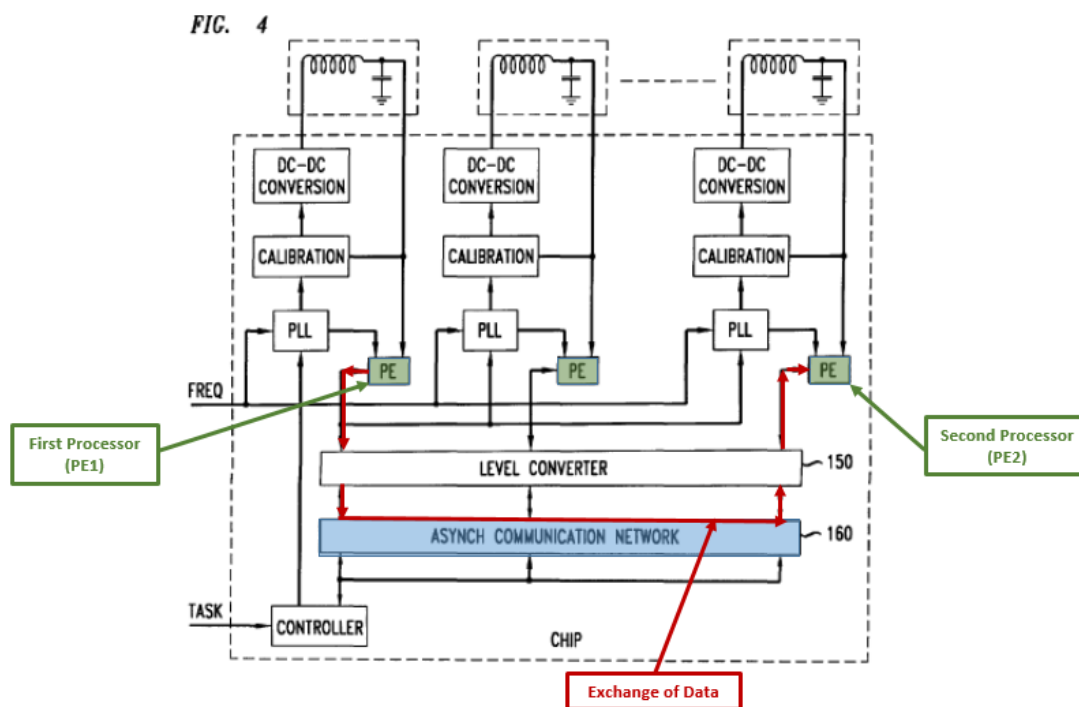 FIG. 4
DC-DC
CONVERSION
DC-DC
CONVERSION
DC-DC
CONVERSION
CALIBRATION
CALIBRATION
CALIBRATION
PLL
PLL
PLL
PE
PE
PE
FREQ
First Processor
(PE1)
Second Processor
(PE2)
LEVEL CONVERTER
150
ASYNCH COMMUNICATION NETWORK
160
TASK
CONTROLLER
CHIP
Exchange of Data